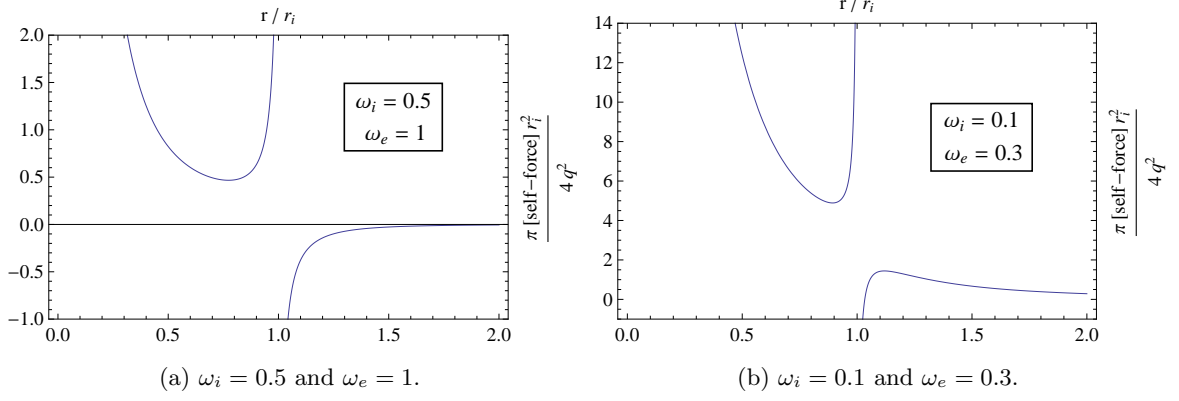 r / r_i
2.0
1.5
1.0
0.5
0.0
−0.5
−1.0
0.0 0.5 1.0 1.5 2.0
ω_i = 0.5
ω_e = 1
π [self−force] r_i^2
4 q^2
(a) ω_i = 0.5 and ω_e = 1.
r / r_i
14
12
10
8
6
4
2
0
0.0 0.5 1.0 1.5 2.0
ω_i = 0.1
ω_e = 0.3
π [self−force] r_i^2
4 q^2
(b) ω_i = 0.1 and ω_e = 0.3.